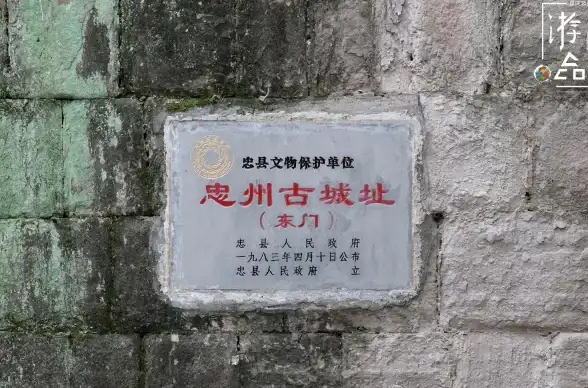 忠县文物保护单位
忠州古城址
(东门)
忠县人民政府
一九八三年四月十日公布
忠县人民政府 立